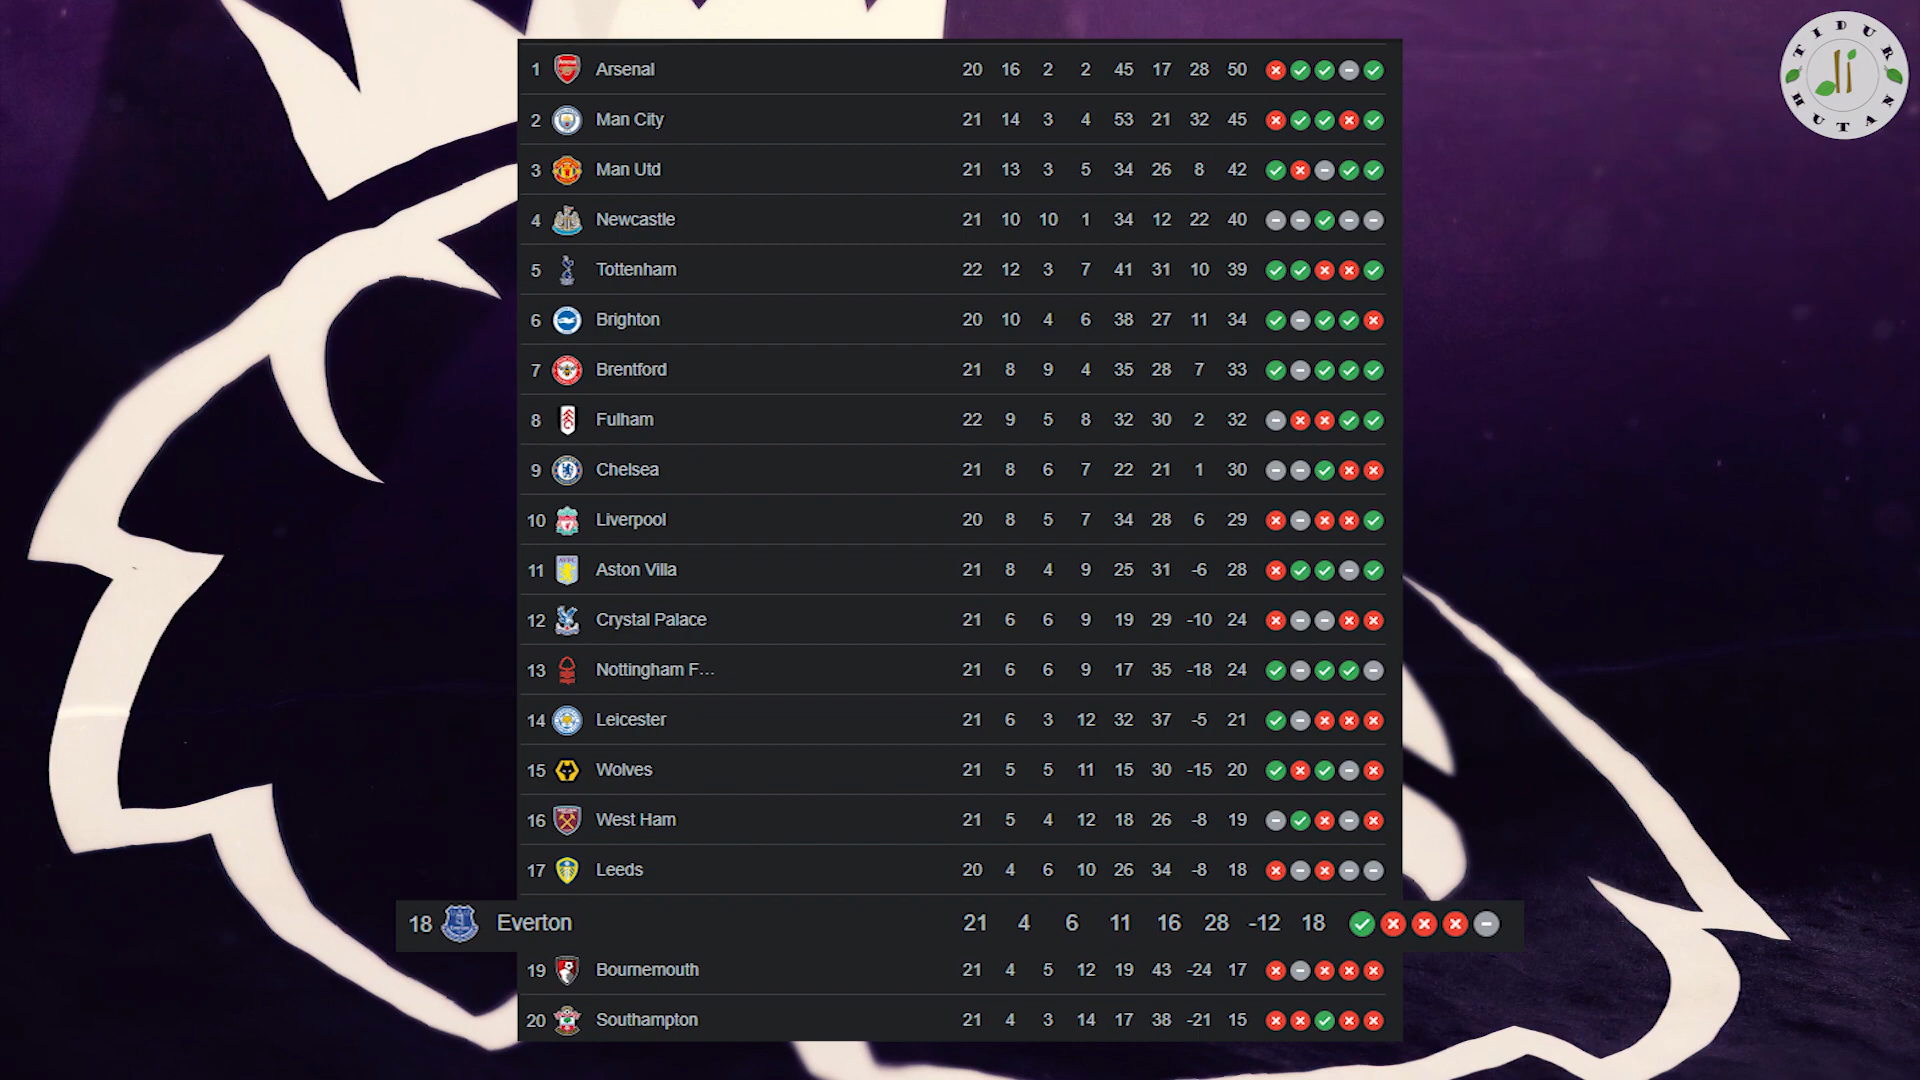 TIDUR
HUTAN
1 Arsenal 20 16 2 2 45 17 28 50
2 Man City 21 14 3 4 53 21 32 45
3 Man Utd 21 13 3 5 34 26 8 42
4 Newcastle 21 10 10 1 34 12 22 40
5 Tottenham 22 12 3 7 41 31 10 39
6 Brighton 20 10 4 6 38 27 11 34
7 Brentford 21 8 9 4 35 28 7 33
8 Fulham 22 9 5 8 32 30 2 32
9 Chelsea 21 8 6 7 22 21 1 30
10 Liverpool 20 8 5 7 34 28 6 29
11 Aston Villa 21 8 4 9 25 31 -6 28
12 Crystal Palace 21 6 6 9 19 29 -10 24
13 Nottingham F... 21 6 6 9 17 35 -18 24
14 Leicester 21 6 3 12 32 37 -5 21
15 Wolves 21 5 5 11 15 30 -15 20
16 West Ham 21 5 4 12 18 26 -8 19
17 Leeds 20 4 6 10 26 34 -8 18
18 Everton 21 4 6 11 16 28 -12 18
19 Bournemouth 21 4 5 12 19 43 -24 17
20 Southampton 21 4 3 14 17 38 -21 15